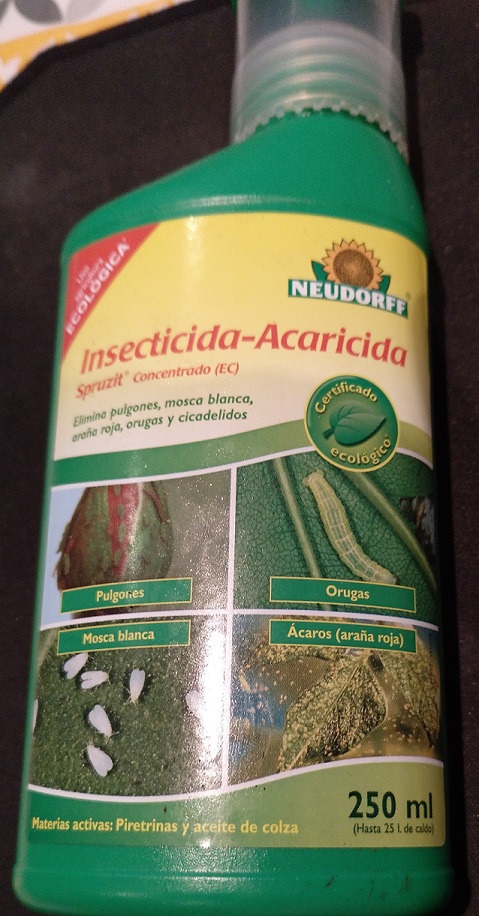 ECOLÓGICA
NEUDORFF
Insecticida-Acaricida
Spruzit® Concentrado (EC)
Elimina pulgones, mosca blanca,
araña roja, orugas y cicadelidos
Certificado
ecológico
Pulgones
Orugas
Mosca blanca
Ácaros (araña roja)
250 ml
(Hasta 25 l. de caldo)
Materias activas: Piretrinas y aceite de colza